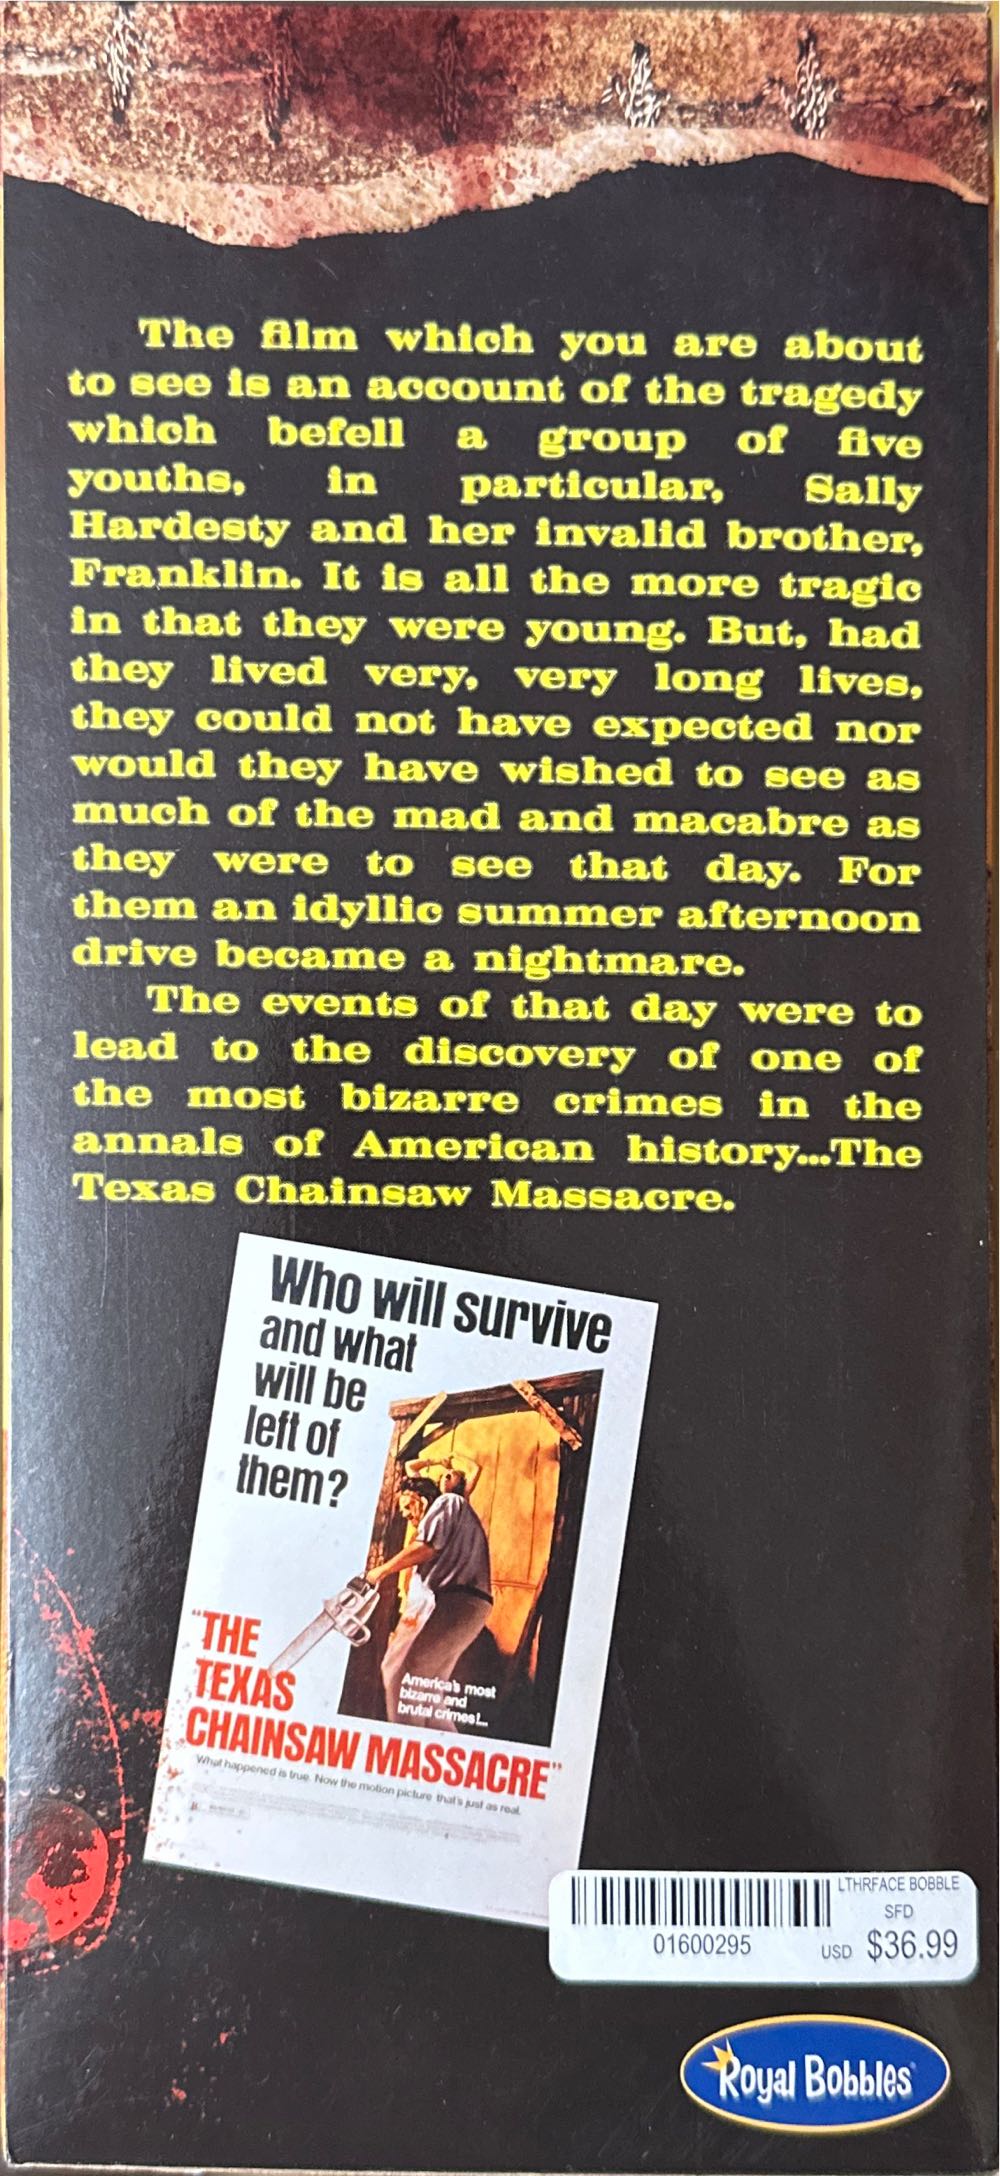 The film which you are about
to see is an account of the tragedy
which befell a group of five
youths, in particular, Sally
Hardesty and her invalid brother,
Franklin. It is all the more tragic
in that they were young. But, had
they lived very, very long lives,
they could not have expected nor
would they have wished to see as
much of the mad and macabre as
they were to see that day. For
them an idyllic summer afternoon
drive became a nightmare.
The events of that day were to
lead to the discovery of one of
the most bizarre crimes in the
annals of American history...The
Texas Chainsaw Massacre.
Who will survive
and what
will be
left of
them?
America's most
bizarre and
brutal crimes!...
"THE
TEXAS
CHAINSAW MASSACRE"
What happened is true. Now the motion picture that's just as real.
LTHRFACE BOBBLE
SFD
01600295 USD $36.99
Royal Bobbles